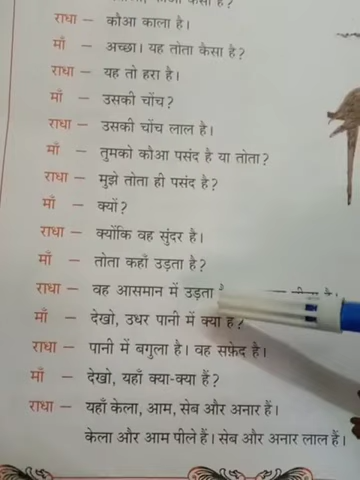 राधा – कौआ काला है।
माँ – अच्छा। यह तोता कैसा है?
राधा – यह तो हरा है।
माँ – उसकी चोंच?
राधा – उसकी चोंच लाल है।
माँ – तुमको कौआ पसंद है या तोता?
राधा – मुझे तोता ही पसंद है?
माँ – क्यों?
राधा – क्योंकि वह सुंदर है।
माँ – तोता कहाँ उड़ता है?
राधा – वह आसमान में उड़ता
माँ – देखो, उधर पानी में क्या है?
राधा – पानी में बगुला है। वह सफ़ेद है।
माँ – देखो, यहाँ क्या-क्या हैं?
राधा – यहाँ केला, आम, सेब और अनार हैं।
केला और आम पीले हैं। सेब और अनार लाल हैं।